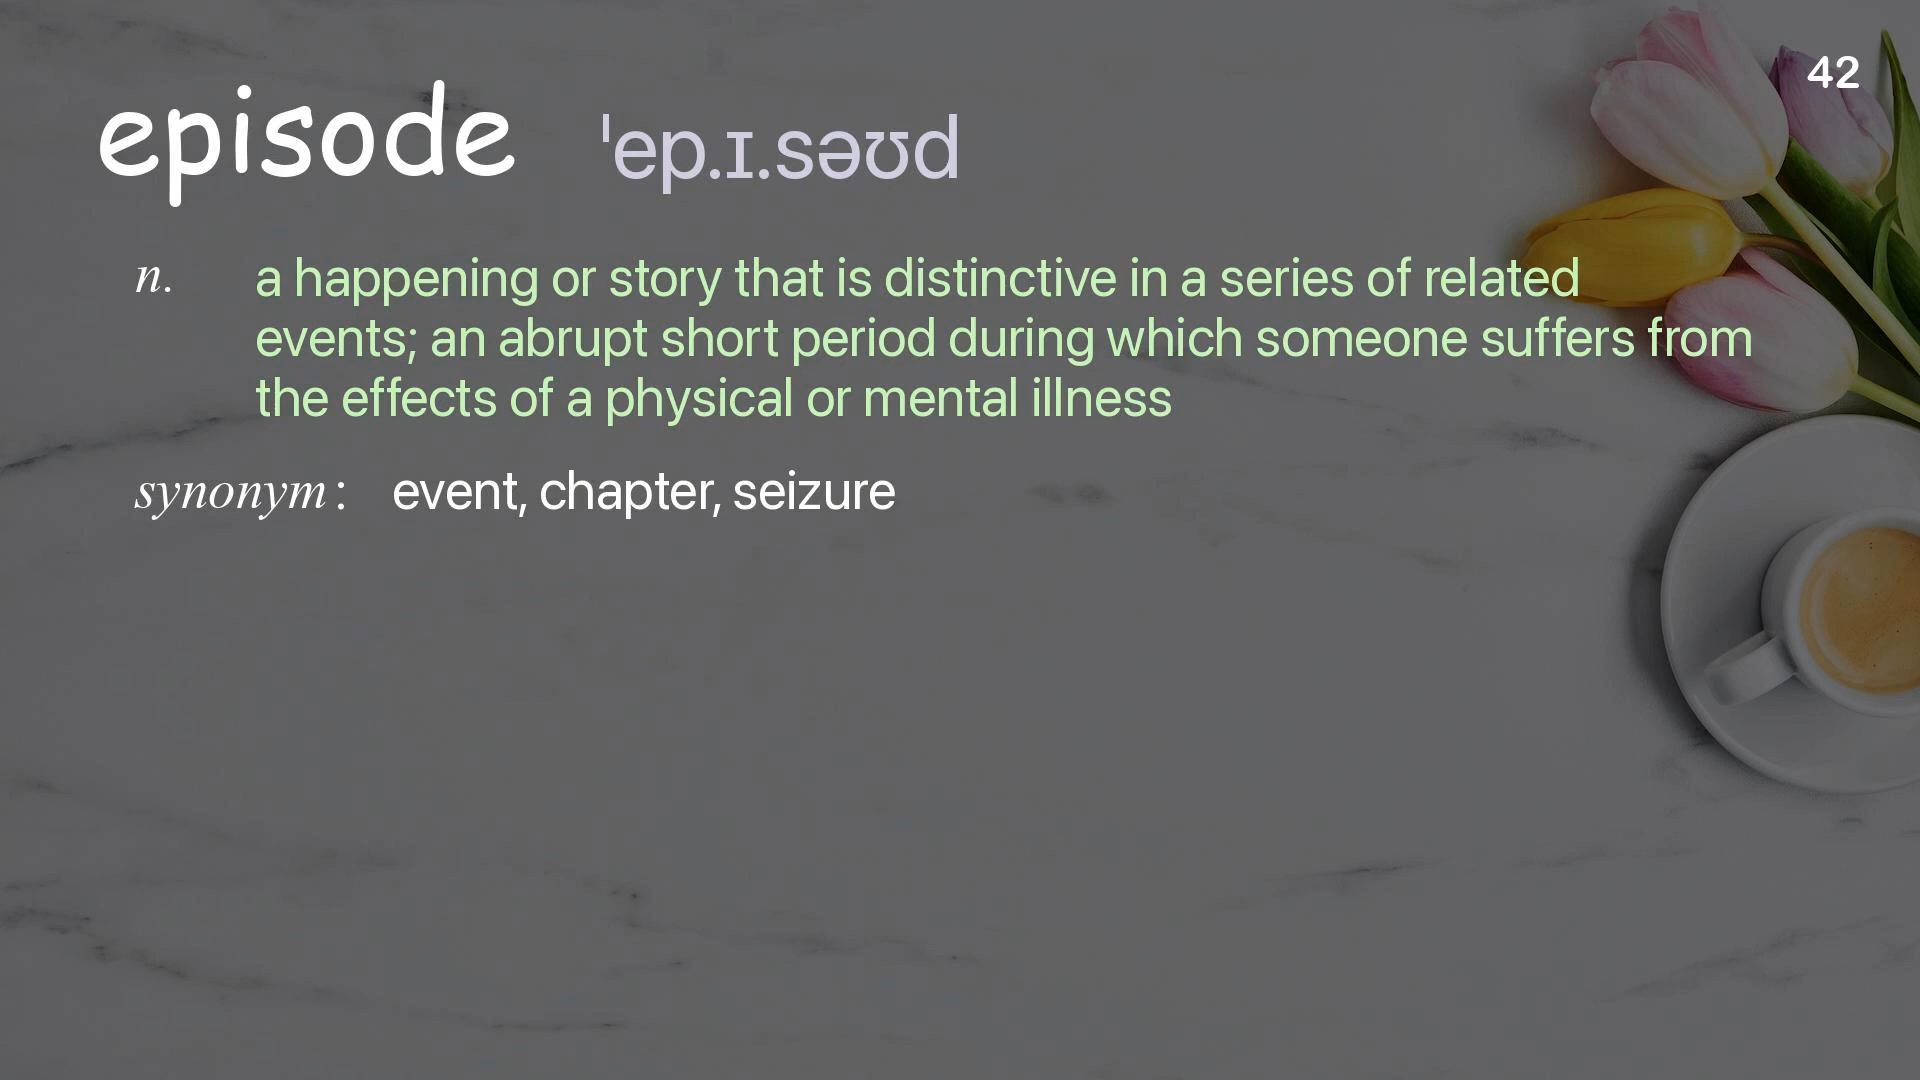 42
episode ˈep.ɪ.səʊd
n. a happening or story that is distinctive in a series of related
events; an abrupt short period during which someone suffers from
the effects of a physical or mental illness
synonym: event, chapter, seizure